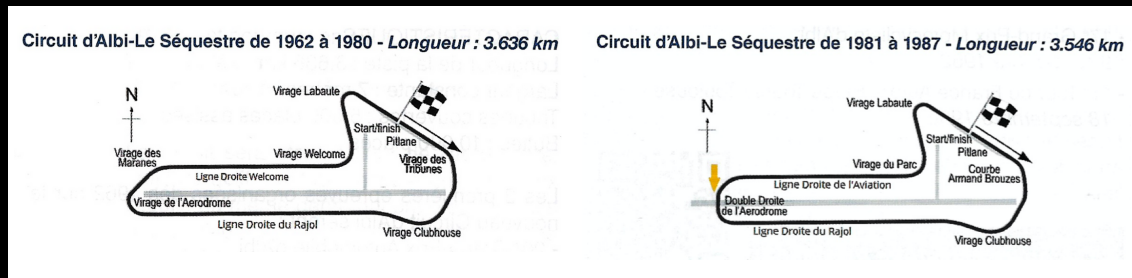 Circuit d'Albi-Le Séquestre de 1962 à 1980 - Longueur : 3.636 km
N
Virage Labaute
Start/finish
Pitlane
Virage des
Maranes
Virage Welcome
Virage des
Tribunes
Ligne Droite Welcome
Virage de l'Aerodrome
Ligne Droite du Rajol
Virage Clubhouse
Circuit d'Albi-Le Séquestre de 1981 à 1987 - Longueur : 3.546 km
N
Virage Labaute
Start/finish
Pitlane
Virage du Parc
Courbe
Armand Brouzes
Ligne Droite de l'Aviation
Double Droite
de l'Aerodrome
Ligne Droite du Rajol
Virage Clubhouse